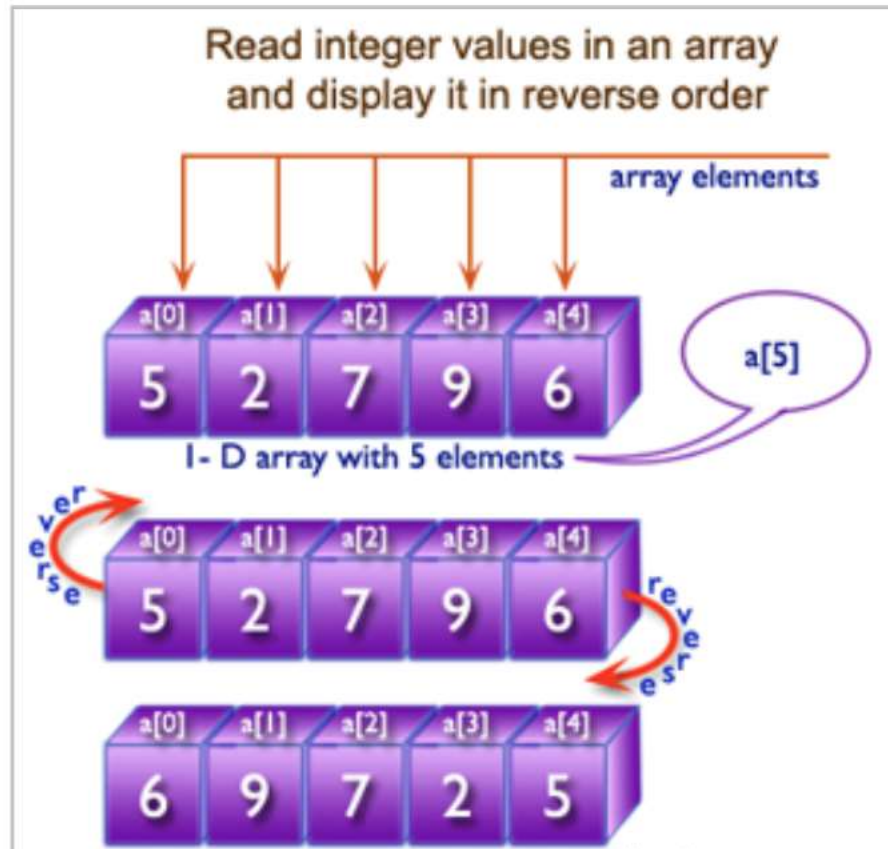 Read integer values in an array
and display it in reverse order
array elements
a[0] a[1] a[2] a[3] a[4]
5 2 7 9 6
a[5]
1- D array with 5 elements
reverse
a[0] a[1] a[2] a[3] a[4]
5 2 7 9 6
reverse
a[0] a[1] a[2] a[3] a[4]
6 9 7 2 5